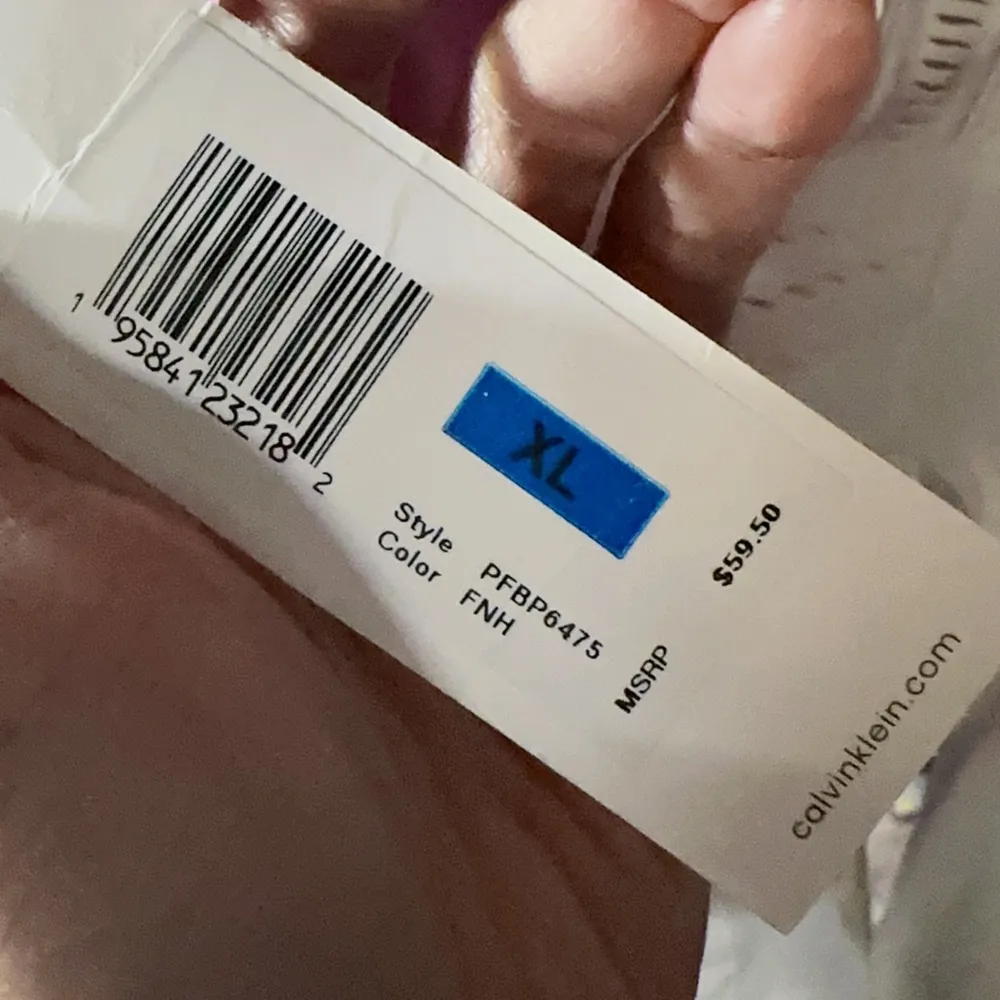 1 95841 23218 2
XL
Style PFBP6475
Color FNH
MSRP $59.50
calvinklein.com